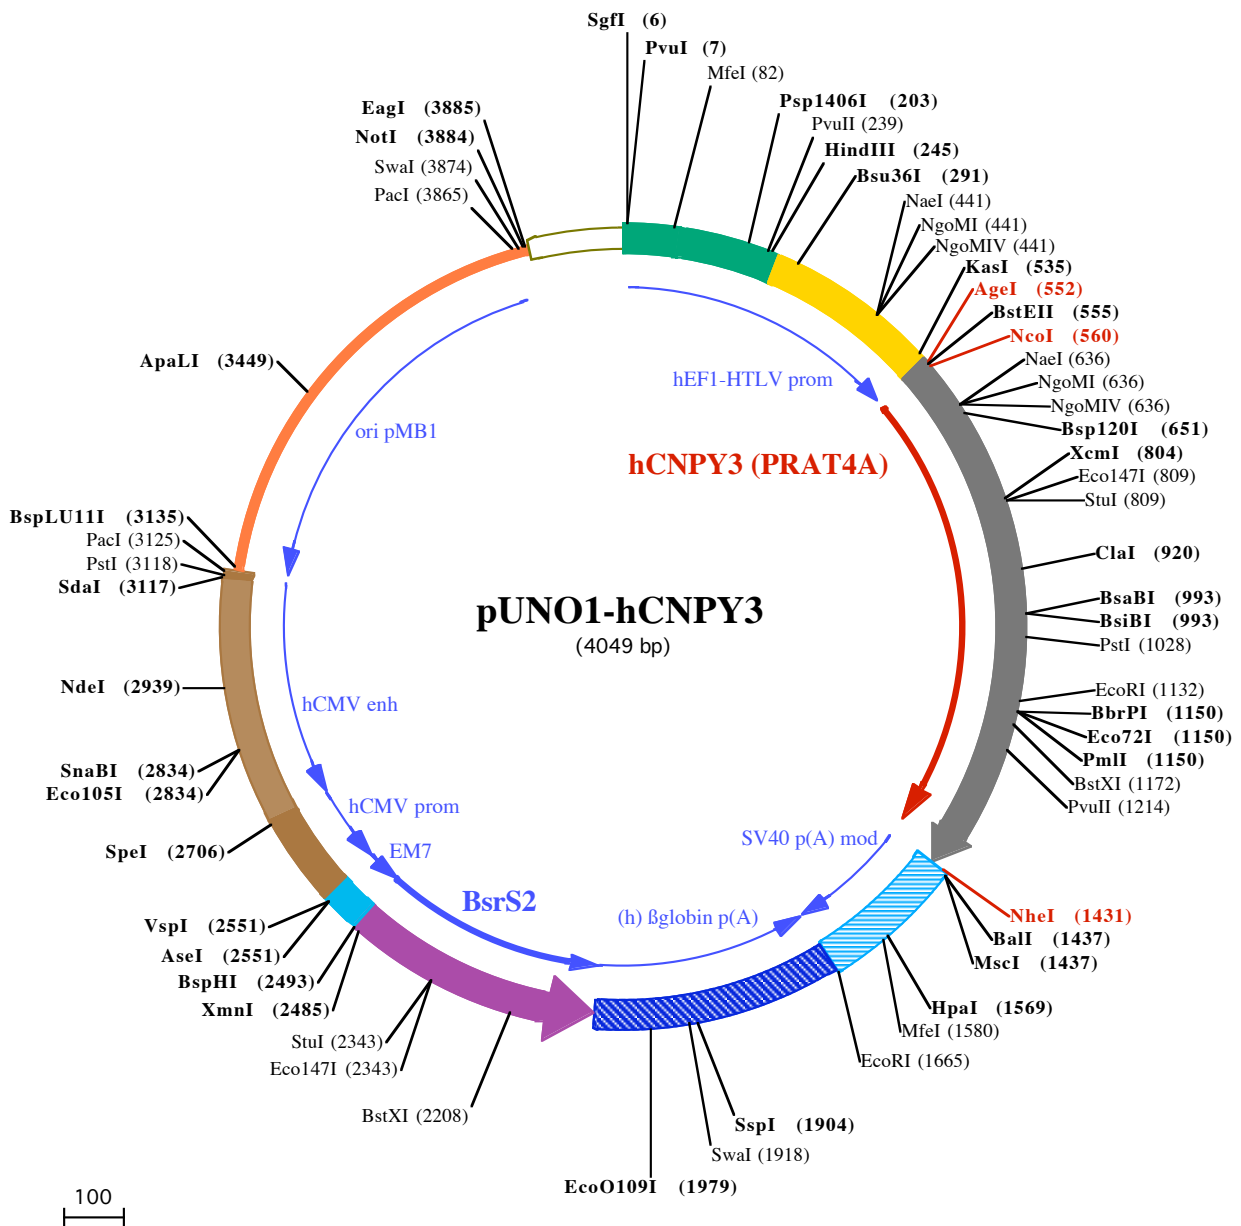 SgfI (6)
PvuI (7)
MfeI (82)
Psp1406I (203)
PvuII (239)
HindIII (245)
Bsu36I (291)
NaeI (441)
NgoMI (441)
NgoMIV (441)
KasI (535)
AgeI (552)
BstEII (555)
NcoI (560)
NaeI (636)
NgoMI (636)
NgoMIV (636)
Bsp120I (651)
XcmI (804)
Eco147I (809)
StuI (809)
ClaI (920)
BsaBI (993)
BsiBI (993)
PstI (1028)
EcoRI (1132)
BbrPI (1150)
Eco72I (1150)
PmlI (1150)
BstXI (1172)
PvuII (1214)
NheI (1431)
BalI (1437)
MscI (1437)
HpaI (1569)
MfeI (1580)
EcoRI (1665)
SspI (1904)
SwaI (1918)
EcoO109I (1979)
BstXI (2208)
Eco147I (2343)
StuI (2343)
XmnI (2485)
BspHI (2493)
AseI (2551)
VspI (2551)
SpeI (2706)
Eco105I (2834)
SnaBI (2834)
NdeI (2939)
SdaI (3117)
PstI (3118)
PacI (3125)
BspLU11I (3135)
ApaLI (3449)
PacI (3865)
SwaI (3874)
NotI (3884)
EagI (3885)
hEF1-HTLV prom
hCNPY3 (PRAT4A)
SV40 p(A) mod
(h) ßglobin p(A)
BsrS2
EM7
hCMV prom
hCMV enh
ori pMB1
pUNO1-hCNPY3
(4049 bp)
100